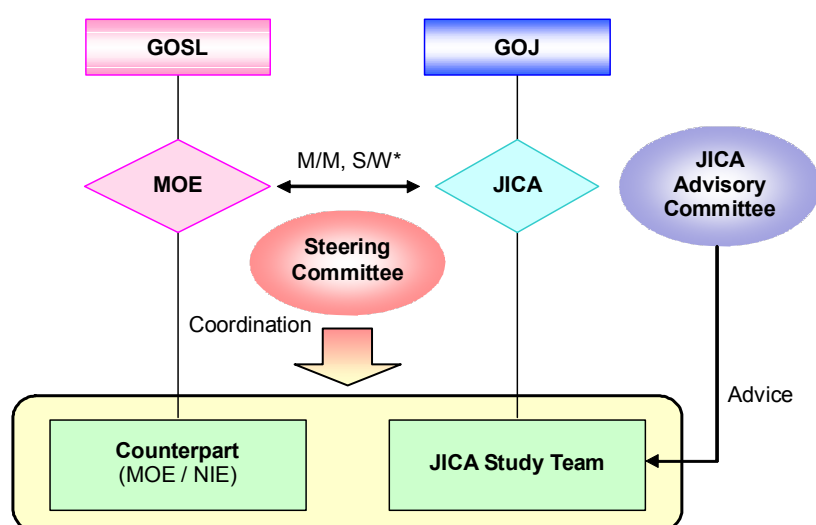 GOSL
GOJ
M/M, S/W*
MOE
JICA
JICA
Advisory
Committee
Steering
Committee
Coordination
Advice
Counterpart
(MOE / NIE)
JICA Study Team